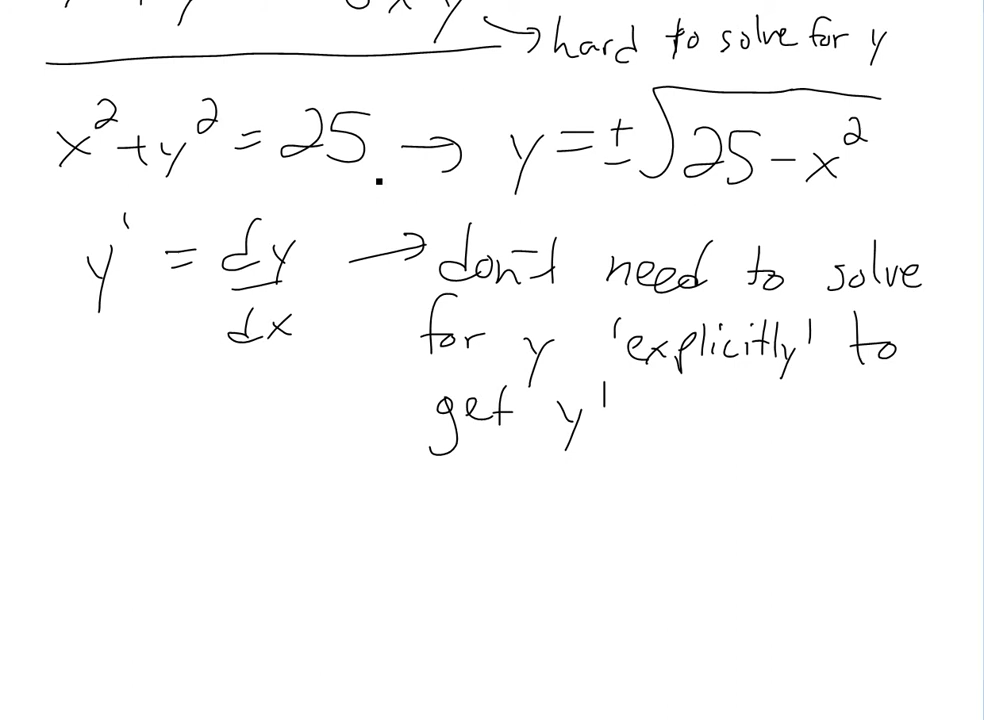 → hard to solve for y
x² + y² = 25 → y = ± √(25 - x²)
y' = dy/dx → don't need to solve
for y 'explicitly' to
get y'